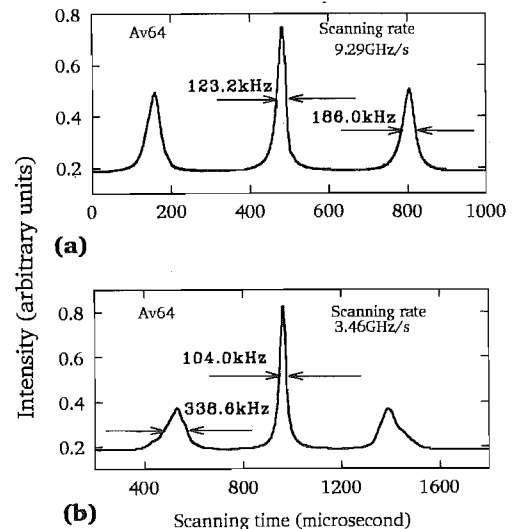 0.8
0.6
0.4
0.2
Av64
Scanning rate
9.29GHz/s
123.2kHz
186.0kHz
0
200
400
600
800
1000
(a)
Intensity (arbitrary units)
0.8
0.6
0.4
0.2
Av64
Scanning rate
3.46GHz/s
104.0kHz
338.6kHz
400
800
1200
1600
(b)
Scanning time (microsecond)